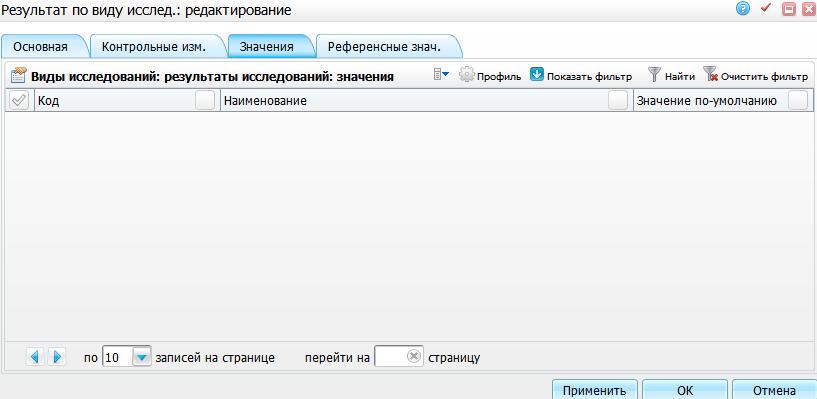 Результат по виду исслед.: редактирование
Основная Контрольные изм. Значения Референсные знач.
Виды исследований: результаты исследований: значения Профиль Показать фильтр Найти Очистить фильтр
Код Наименование Значение по-умолчанию
по 10 записей на странице перейти на страницу
Применить ОК Отмена